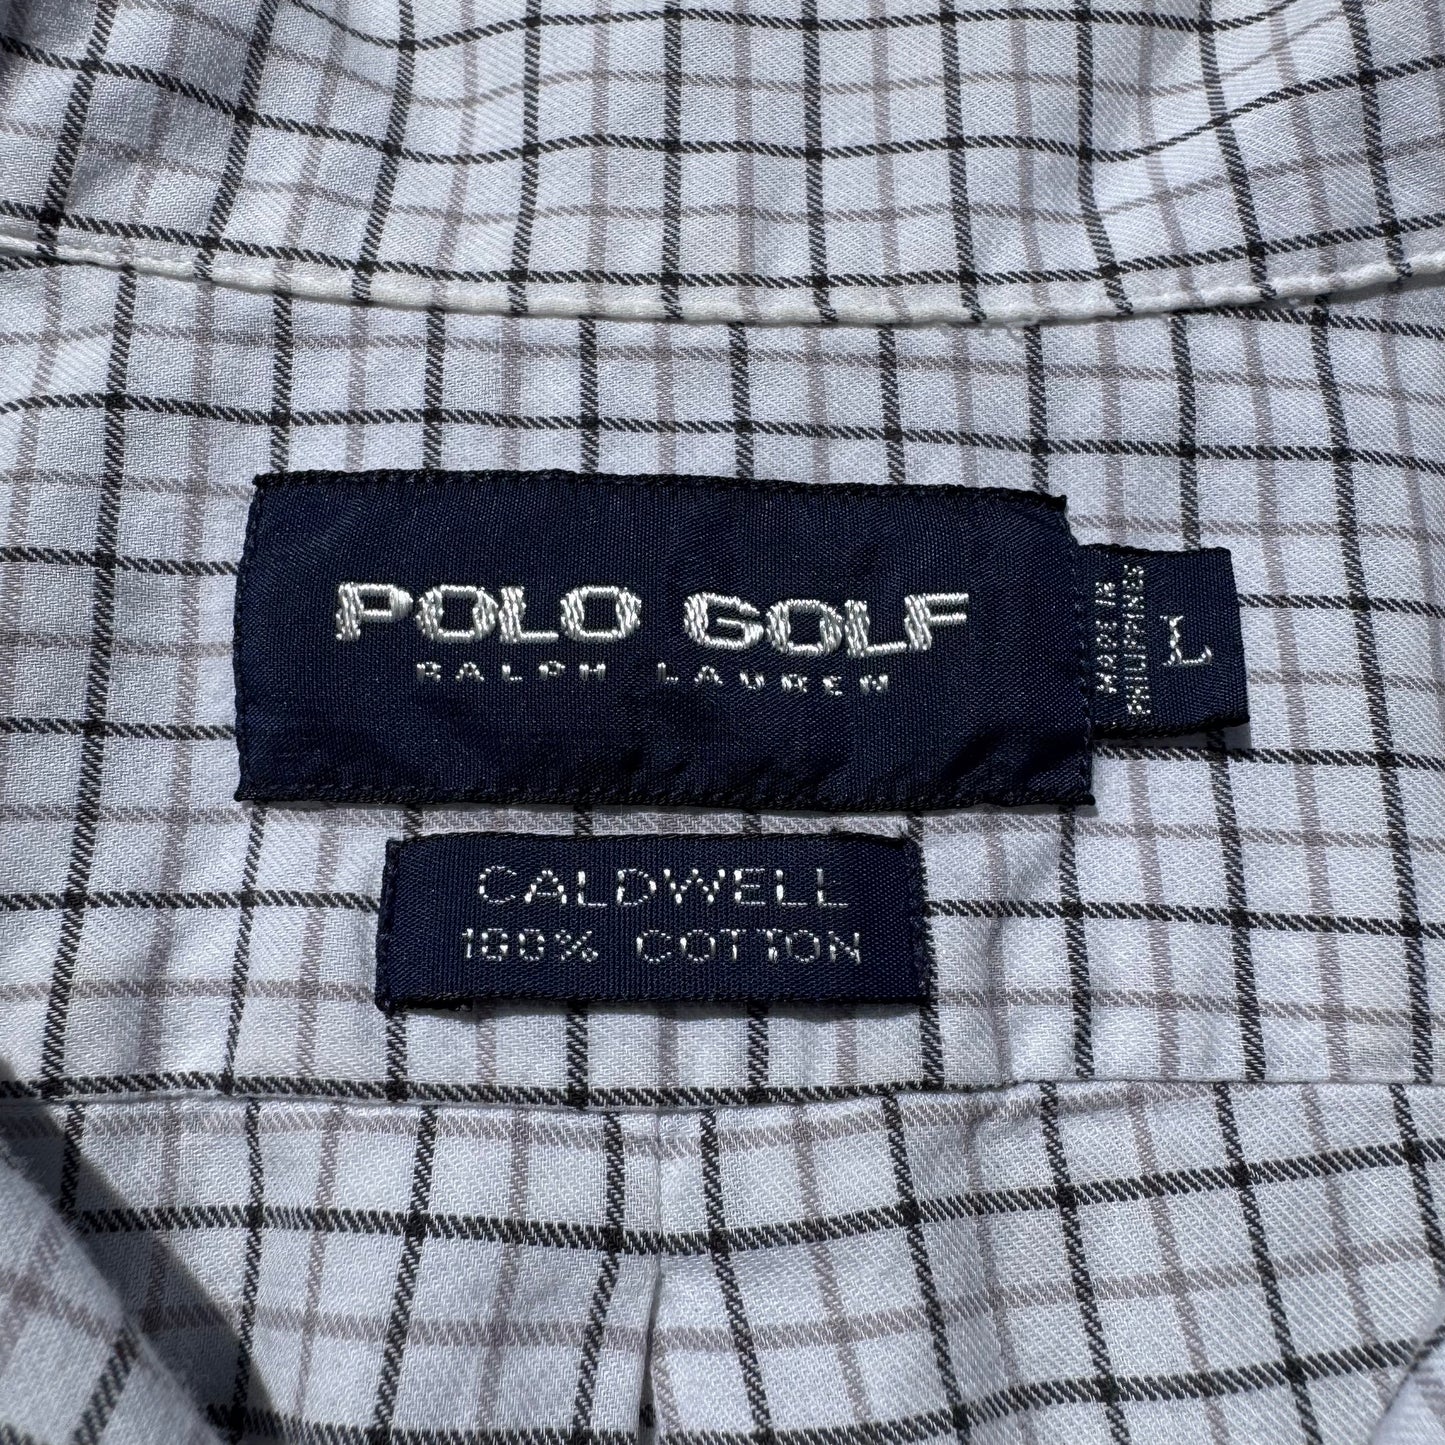 POLO GOLF
RALPH LAUREN
MADE IN
PHILIPPINES
L
CALDWELL
100% COTTON